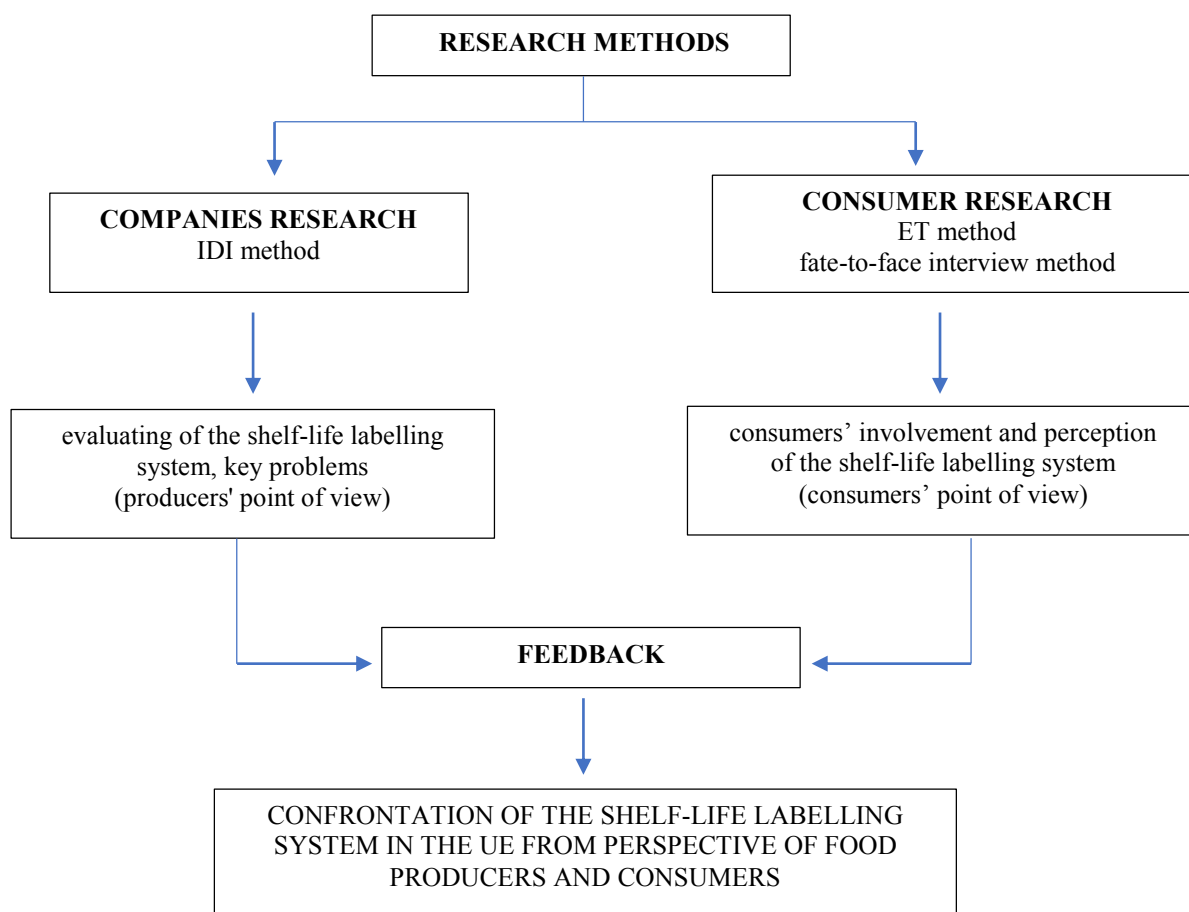 RESEARCH METHODS
COMPANIES RESEARCH
IDI method
CONSUMER RESEARCH
ET method
fate-to-face interview method
evaluating of the shelf-life labelling
system, key problems
(producers' point of view)
consumers’ involvement and perception
of the shelf-life labelling system
(consumers’ point of view)
FEEDBACK
CONFRONTATION OF THE SHELF-LIFE LABELLING
SYSTEM IN THE UE FROM PERSPECTIVE OF FOOD
PRODUCERS AND CONSUMERS